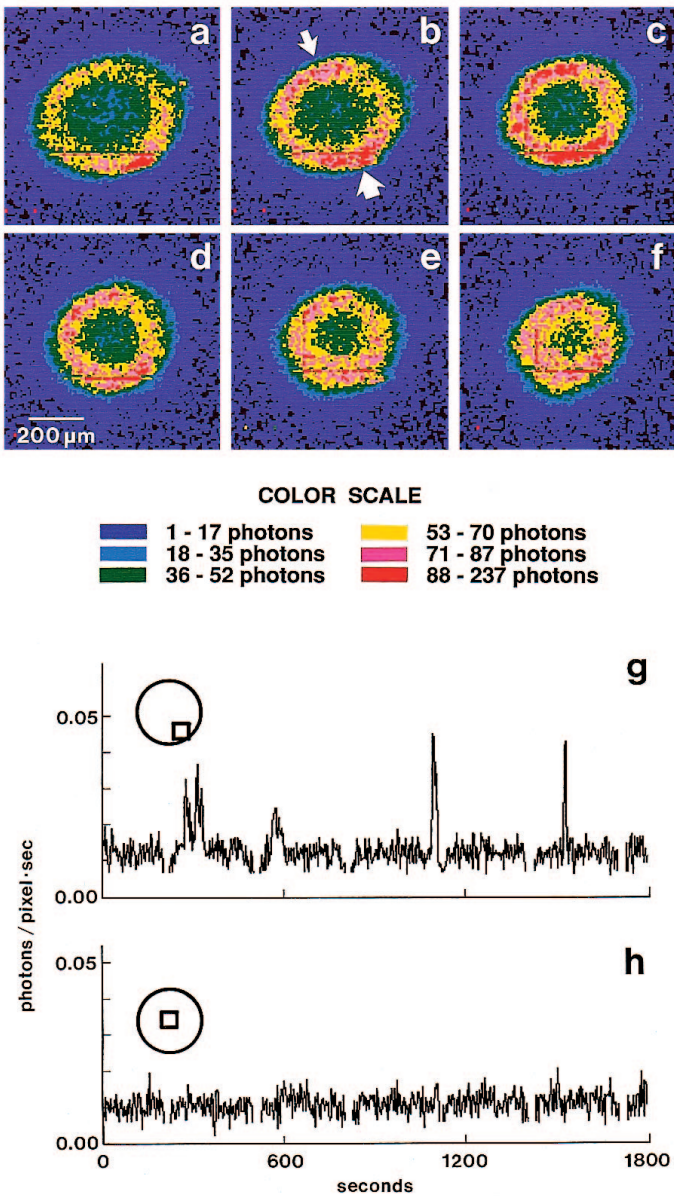 a b c
d e f
200 µm
COLOR SCALE
1 - 17 photons 53 - 70 photons
18 - 35 photons 71 - 87 photons
36 - 52 photons 88 - 237 photons
g
0.05
0.00
photons / pixel·sec
h
0.05
0.00
0 600 1200 1800
seconds